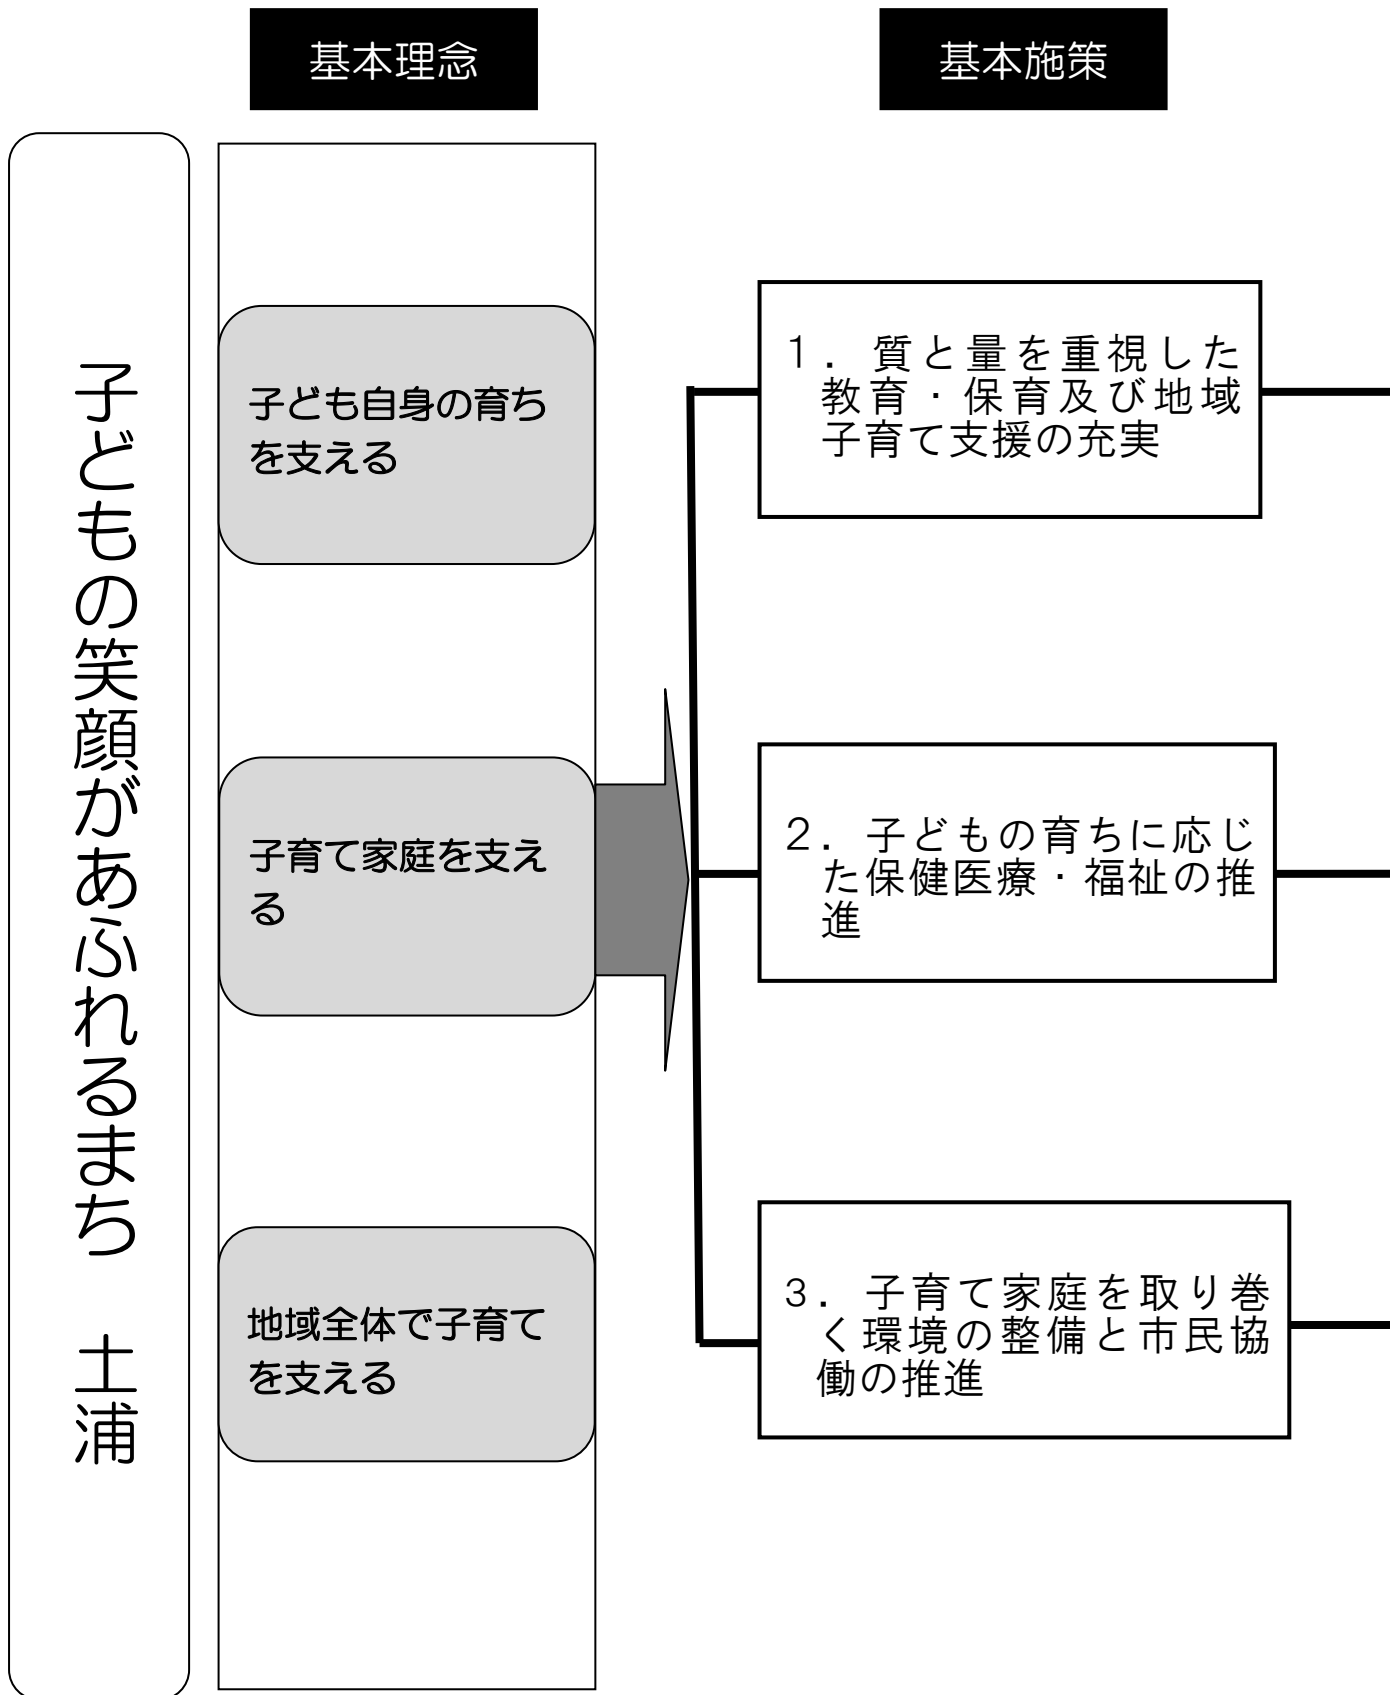 基本理念
基本施策
子どもの笑顔があふれるまち　土浦
子ども自身の育ち
を支える
子育て家庭を支え
る
地域全体で子育て
を支える
１．質と量を重視した
教育・保育及び地域
子育て支援の充実
２．子どもの育ちに応じ
た保健医療・福祉の推
進
３．子育て家庭を取り巻
く環境の整備と市民協
働の推進